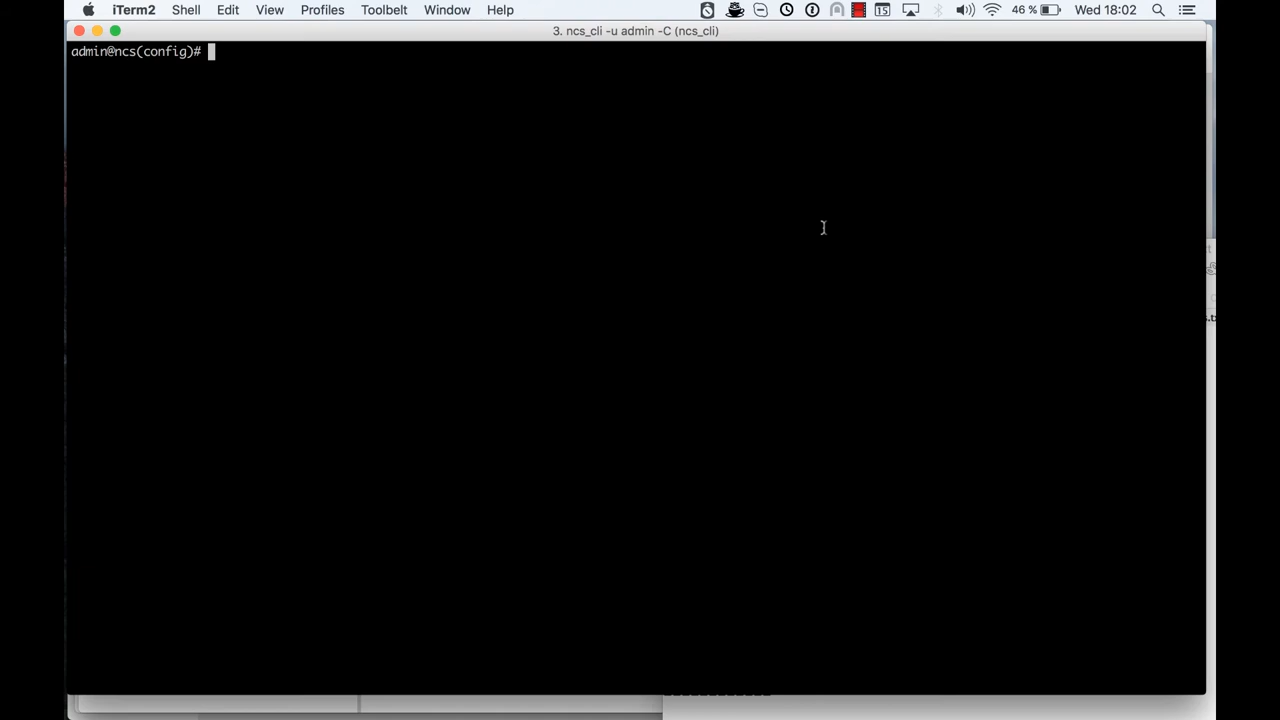 iTerm2 Shell Edit View Profiles Toolbelt Window Help 15 46 % Wed 18:02
3. ncs_cli -u admin -C (ncs_cli)
admin@ncs(config)#